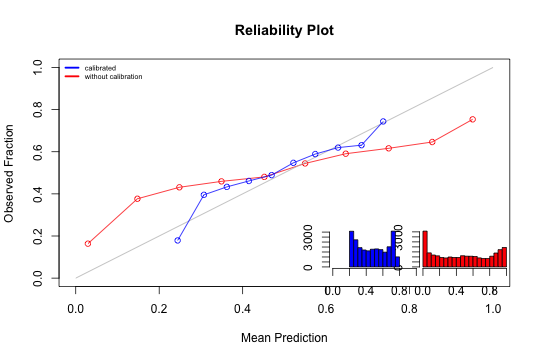 Reliability Plot
calibrated
without calibration
Observed Fraction
1.0
0.8
0.6
0.4
0.2
0.0
3000
0
3000
0
0.0 0.4 0.8
0.0 0.4 0.8
0.0 0.2 0.4 0.6 0.8 1.0
Mean Prediction